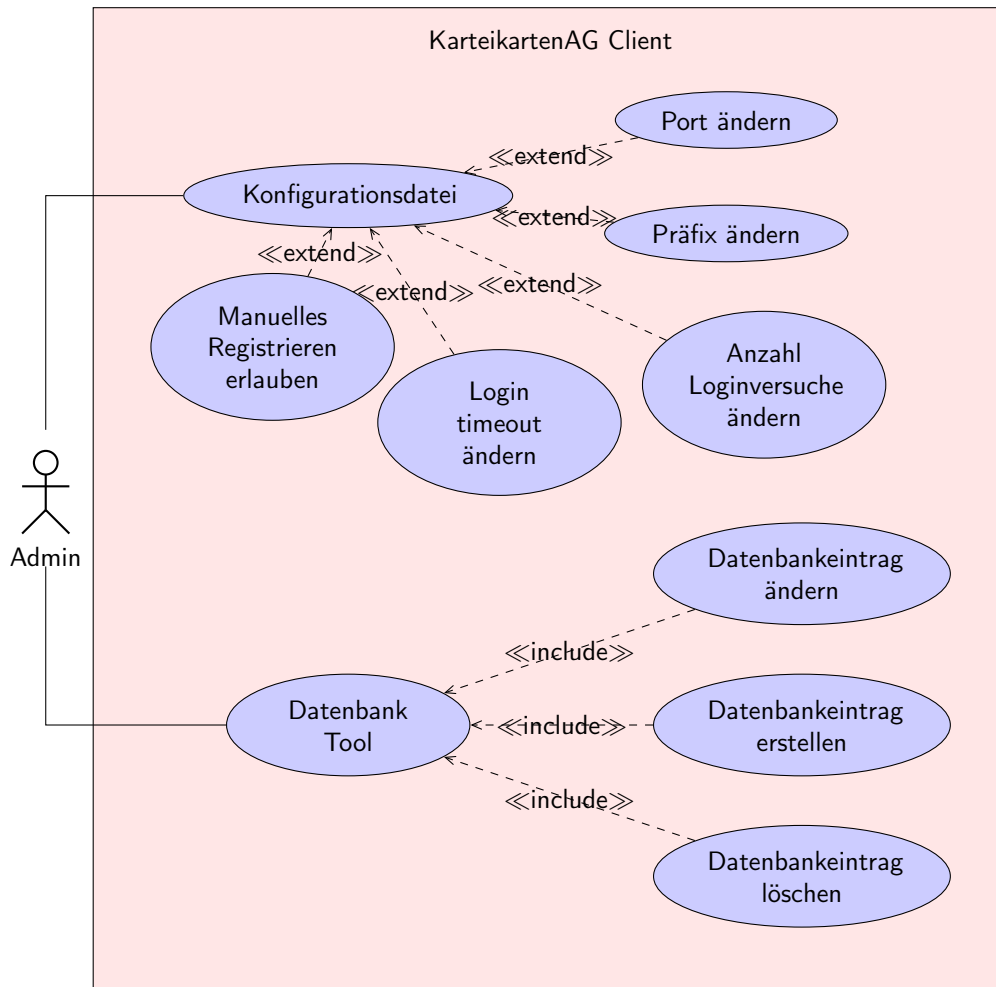 KarteikartenAG Client
Port ändern
≪extend≫
Konfigurationsdatei
≪extend≫
Präfix ändern
≪extend≫
≪extend≫
≪extend≫
Manuelles
Registrieren
erlauben
Login
timeout
ändern
Anzahl
Loginversuche
ändern
Admin
Datenbankeintrag
ändern
≪include≫
Datenbank
Tool
≪include≫
Datenbankeintrag
erstellen
≪include≫
Datenbankeintrag
löschen